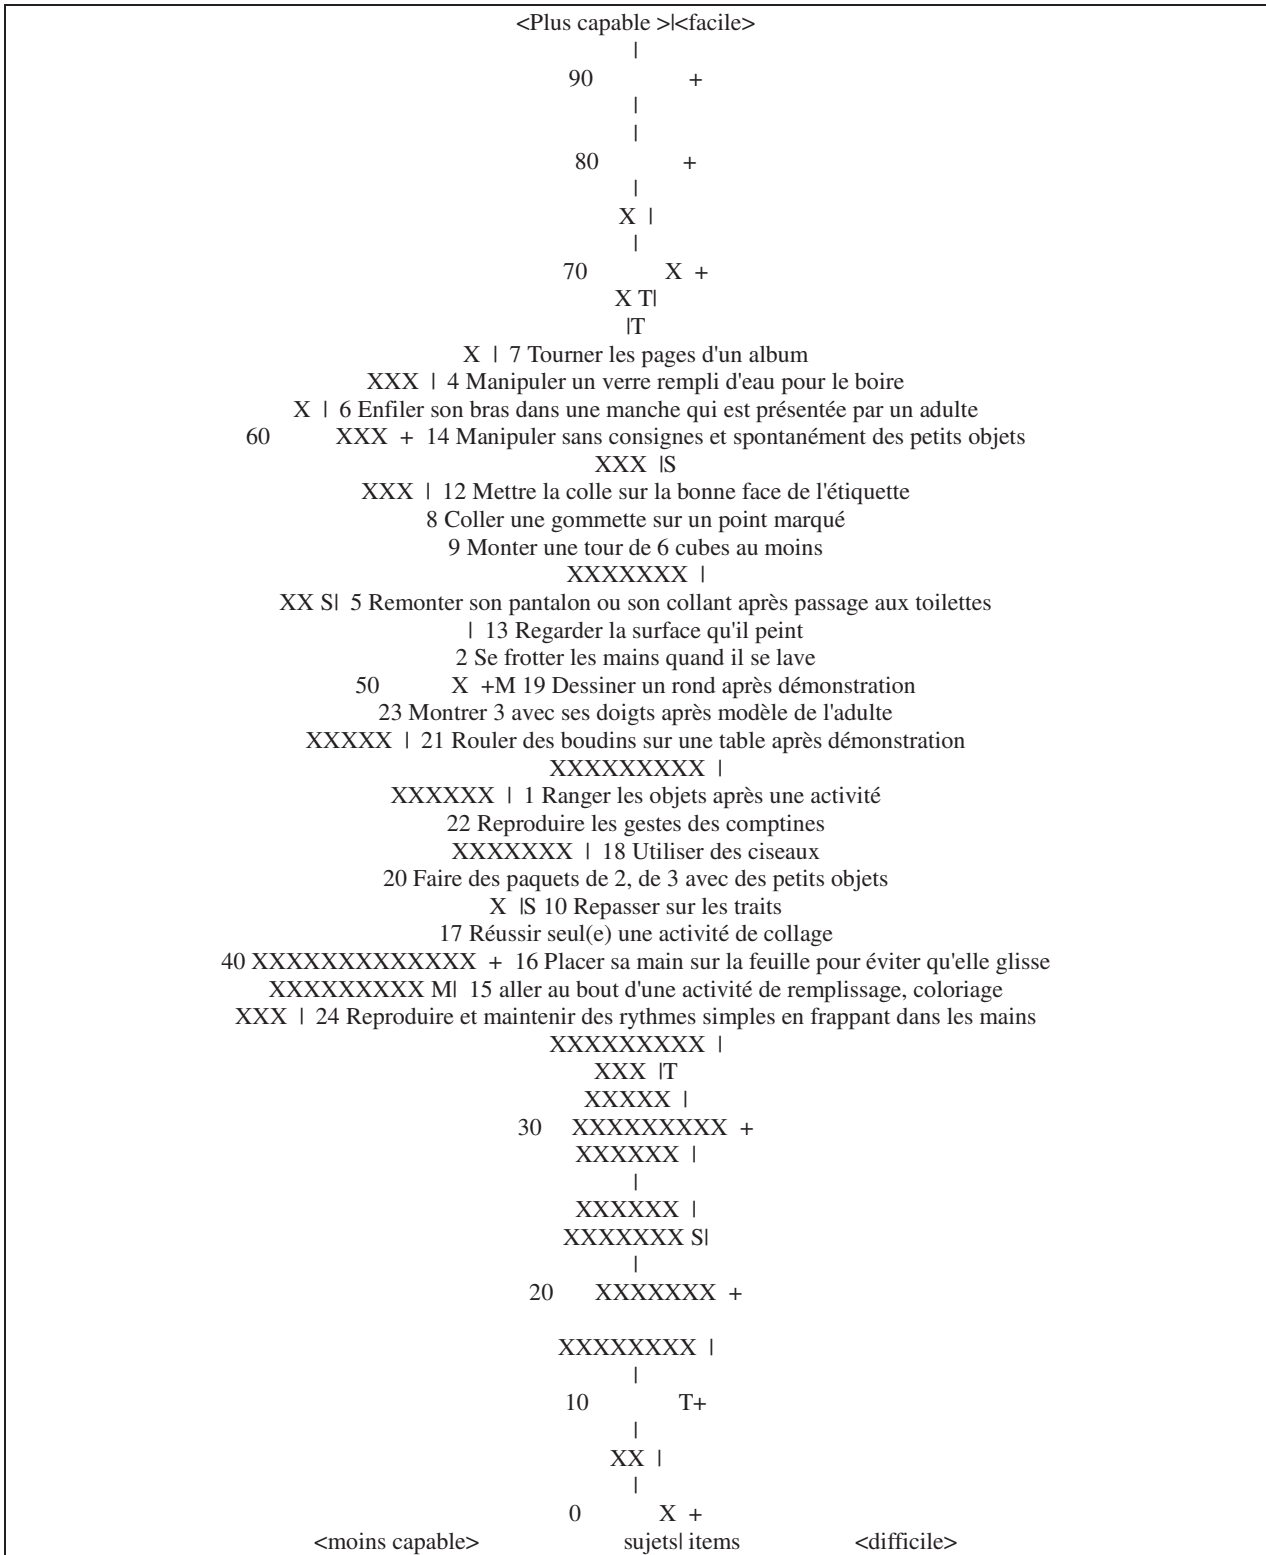 <Plus capable >|<facile>
|
90 +
|
|
80 +
|
X |
|
70 X +
X T|
|T
X | 7 Tourner les pages d'un album
XXX | 4 Manipuler un verre rempli d'eau pour le boire
X | 6 Enfiler son bras dans une manche qui est présentée par un adulte
60 XXX + 14 Manipuler sans consignes et spontanément des petits objets
XXX |S
XXX | 12 Mettre la colle sur la bonne face de l'étiquette
8 Coller une gommette sur un point marqué
9 Monter une tour de 6 cubes au moins
XXXXXXX |
XX S| 5 Remonter son pantalon ou son collant après passage aux toilettes
| 13 Regarder la surface qu'il peint
2 Se frotter les mains quand il se lave
50 X +M 19 Dessiner un rond après démonstration
23 Montrer 3 avec ses doigts après modèle de l'adulte
XXXXX | 21 Rouler des boudins sur une table après démonstration
XXXXXXXXX |
XXXXXX | 1 Ranger les objets après une activité
22 Reproduire les gestes des comptines
XXXXXXX | 18 Utiliser des ciseaux
20 Faire des paquets de 2, de 3 avec des petits objets
X |S 10 Repasser sur les traits
17 Réussir seul(e) une activité de collage
40 XXXXXXXXXXXXX + 16 Placer sa main sur la feuille pour éviter qu'elle glisse
XXXXXXXXX M| 15 aller au bout d'une activité de remplissage, coloriage
XXX | 24 Reproduire et maintenir des rythmes simples en frappant dans les mains
XXXXXXXXX |
XXX |T
XXXXX |
30 XXXXXXXXX +
XXXXXX |
|
XXXXXX |
XXXXXXX S|
|
20 XXXXXXX +
XXXXXXXX |
|
10 T+
|
XX |
|
0 X +
<moins capable> sujets| items <difficile>